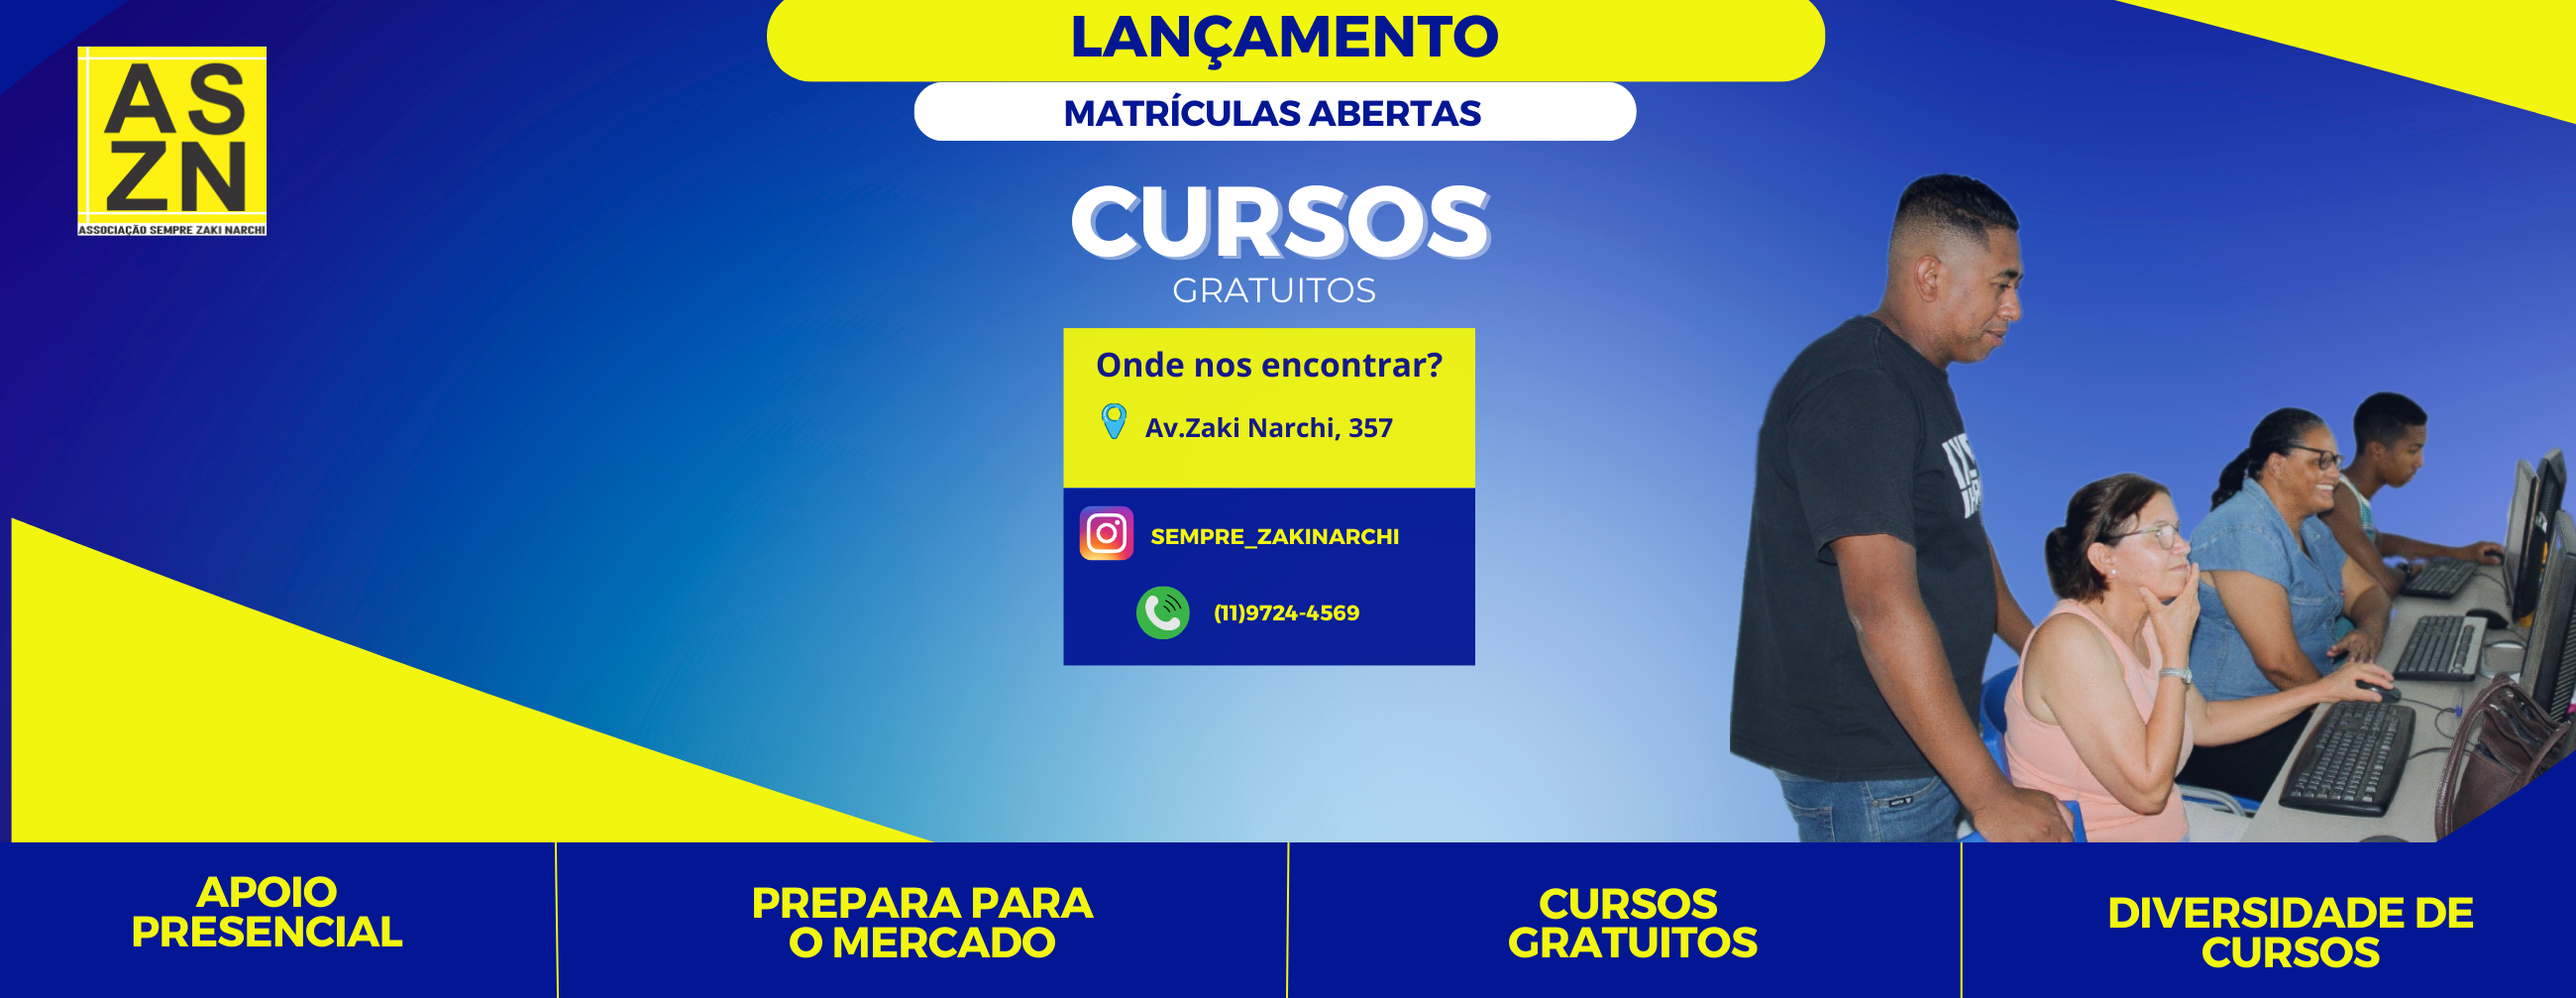 LANÇAMENTO
MATRÍCULAS ABERTAS
AS
ZN
ASSOCIAÇÃO SEMPRE ZAKI NARCHI
CURSOS
GRATUITOS
Onde nos encontrar?
Av.Zaki Narchi, 357
SEMPRE_ZAKINARCHI
(11)9724-4569
APOIO
PRESENCIAL
PREPARA PARA
O MERCADO
CURSOS
GRATUITOS
DIVERSIDADE DE
CURSOS